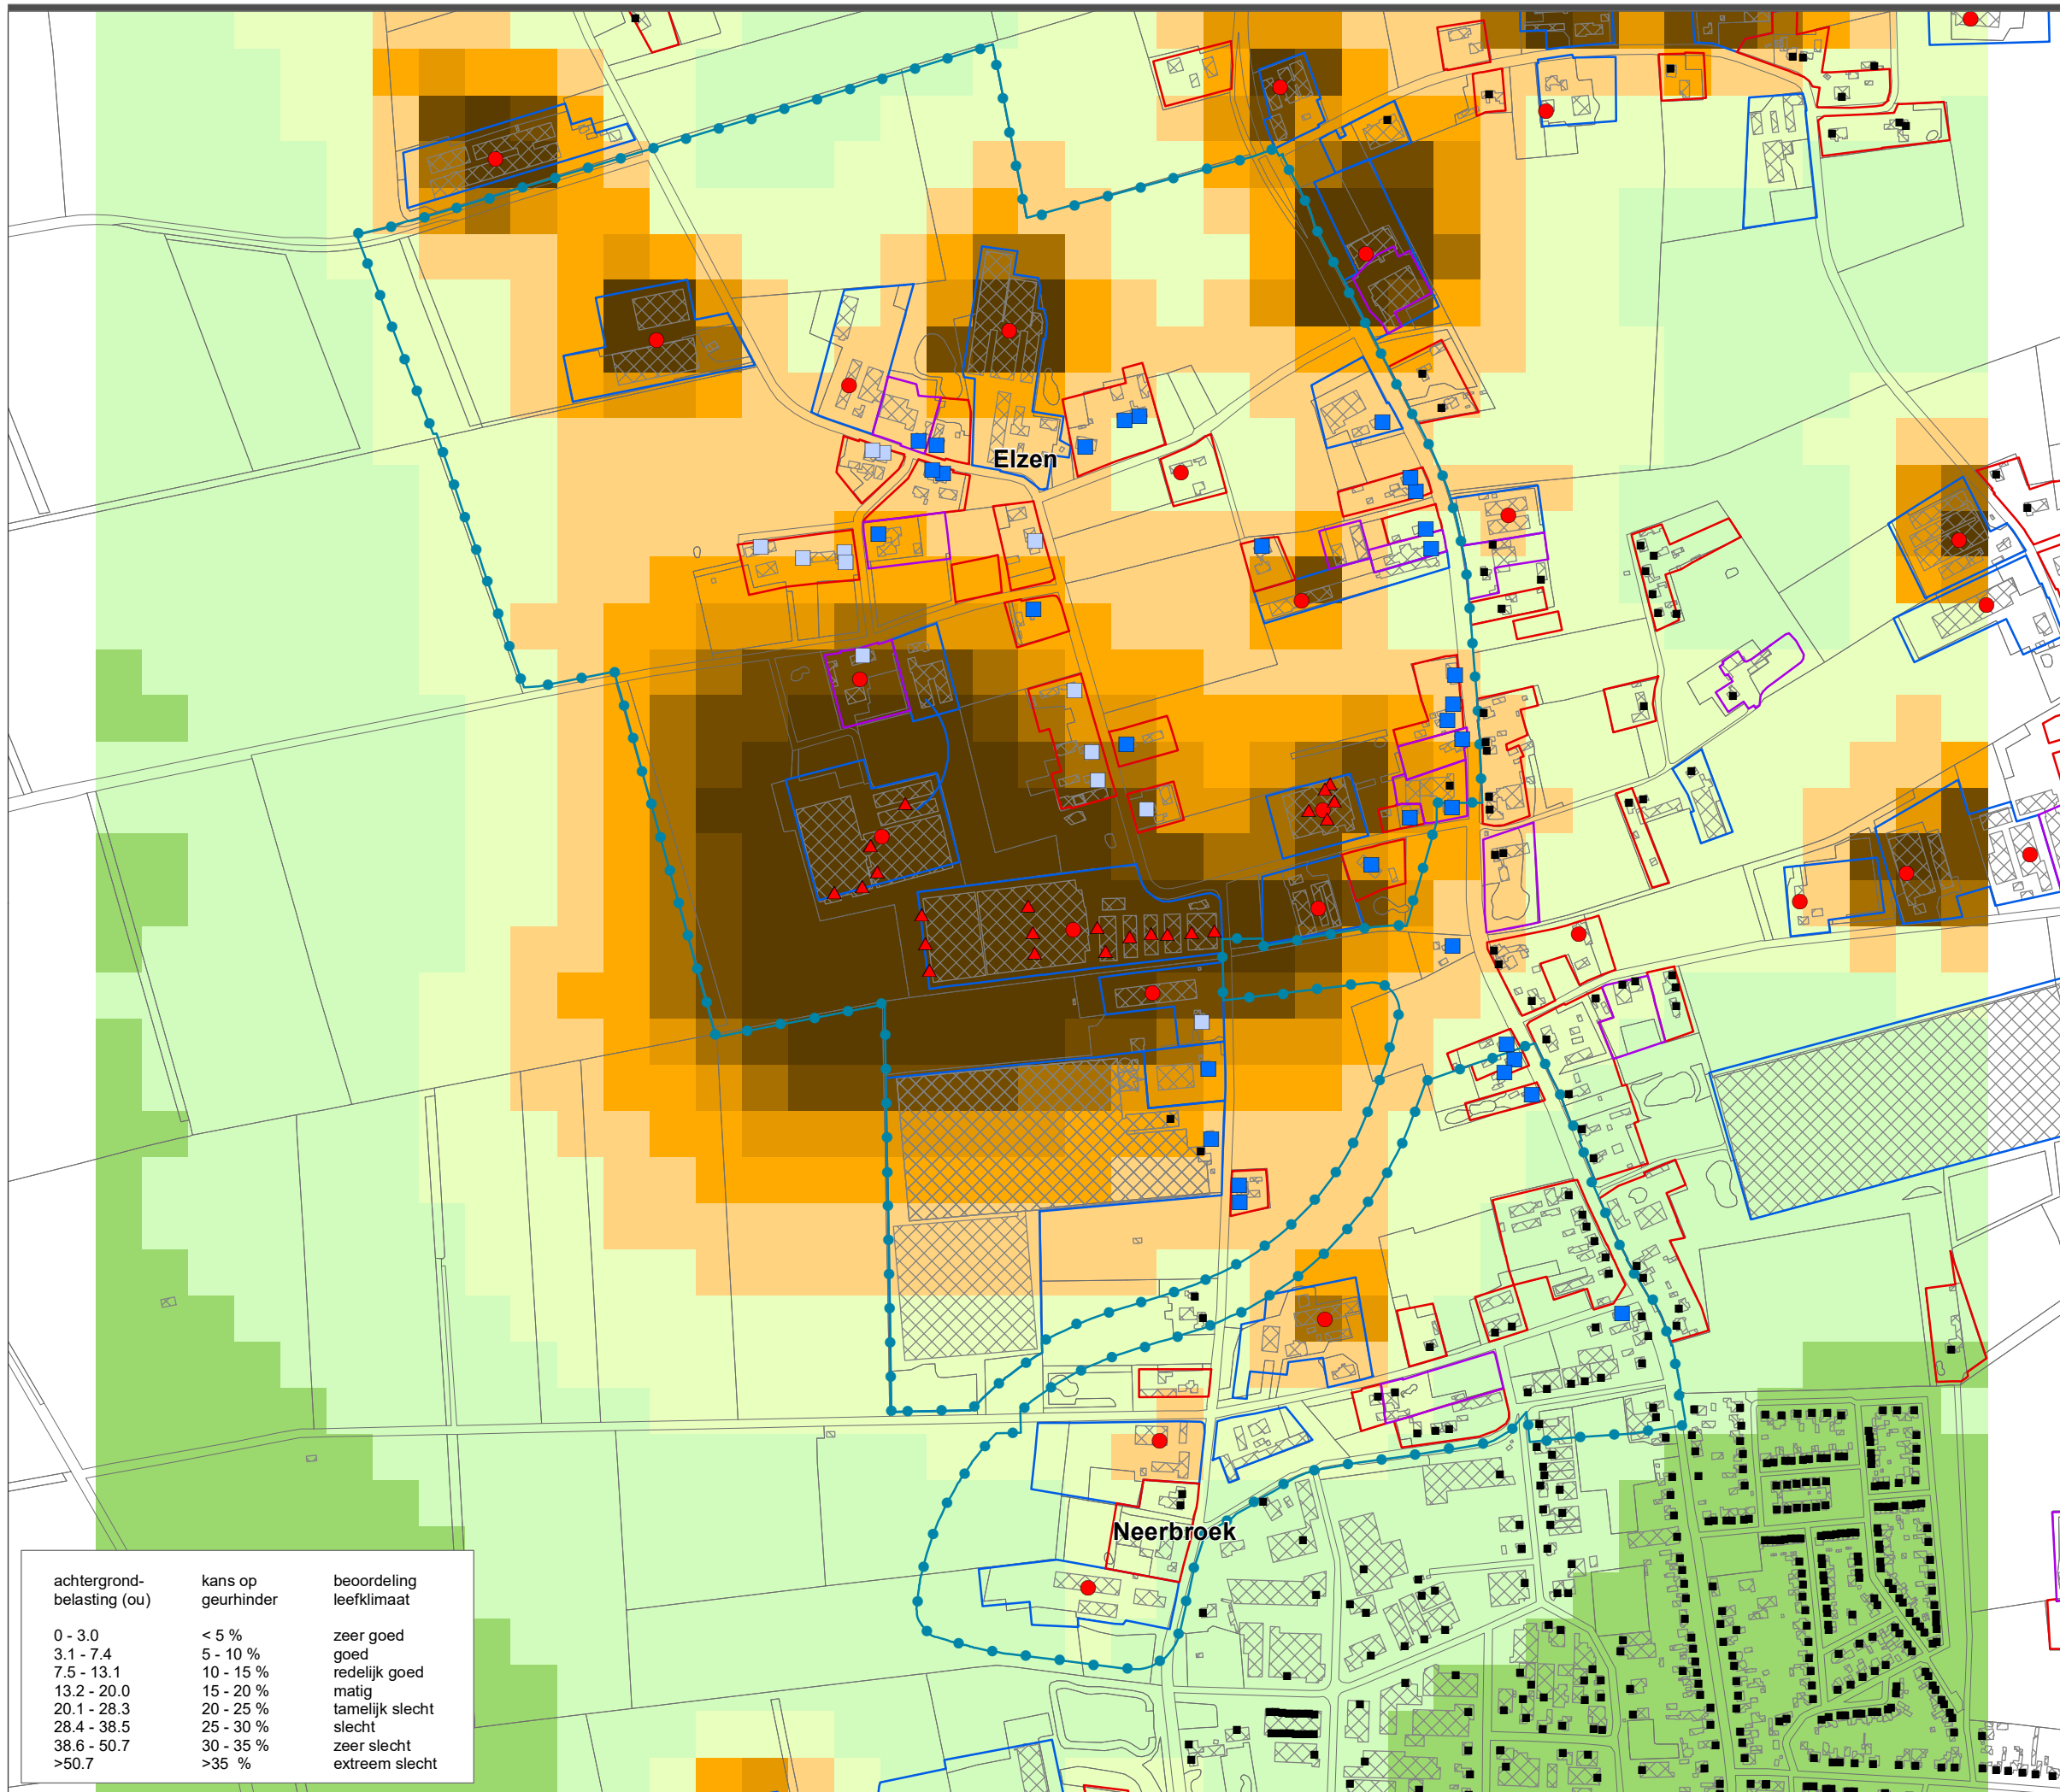 Elzen
Neerbroek
achtergrond- kans op beoordeling
belasting (ou) geurhinder leefklimaat
0 - 3.0 < 5 % zeer goed
3.1 - 7.4 5 - 10 % goed
7.5 - 13.1 10 - 15 % redelijk goed
13.2 - 20.0 15 - 20 % matig
20.1 - 28.3 20 - 25 % tamelijk slecht
28.4 - 38.5 25 - 30 % slecht
38.6 - 50.7 30 - 35 % zeer slecht
>50.7 >35 % extreem slecht